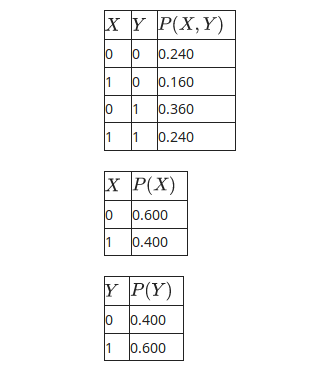 X Y P(X, Y)
0 0 0.240
1 0 0.160
0 1 0.360
1 1 0.240
X P(X)
0 0.600
1 0.400
Y P(Y)
0 0.400
1 0.600